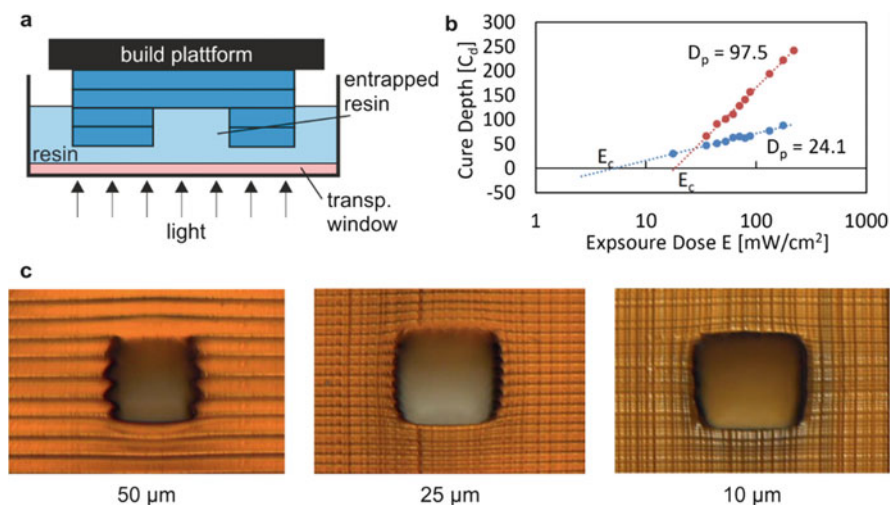 a
build plattform
entrapped
resin
resin
transp.
window
light
b
Cure Depth [Cd]
300
250
200
150
100
50
0
-50
Dp = 97.5
Dp = 24.1
Ec
Ec
1
10
100
1000
Expsoure Dose E [mW/cm²]
c
50 µm
25 µm
10 µm